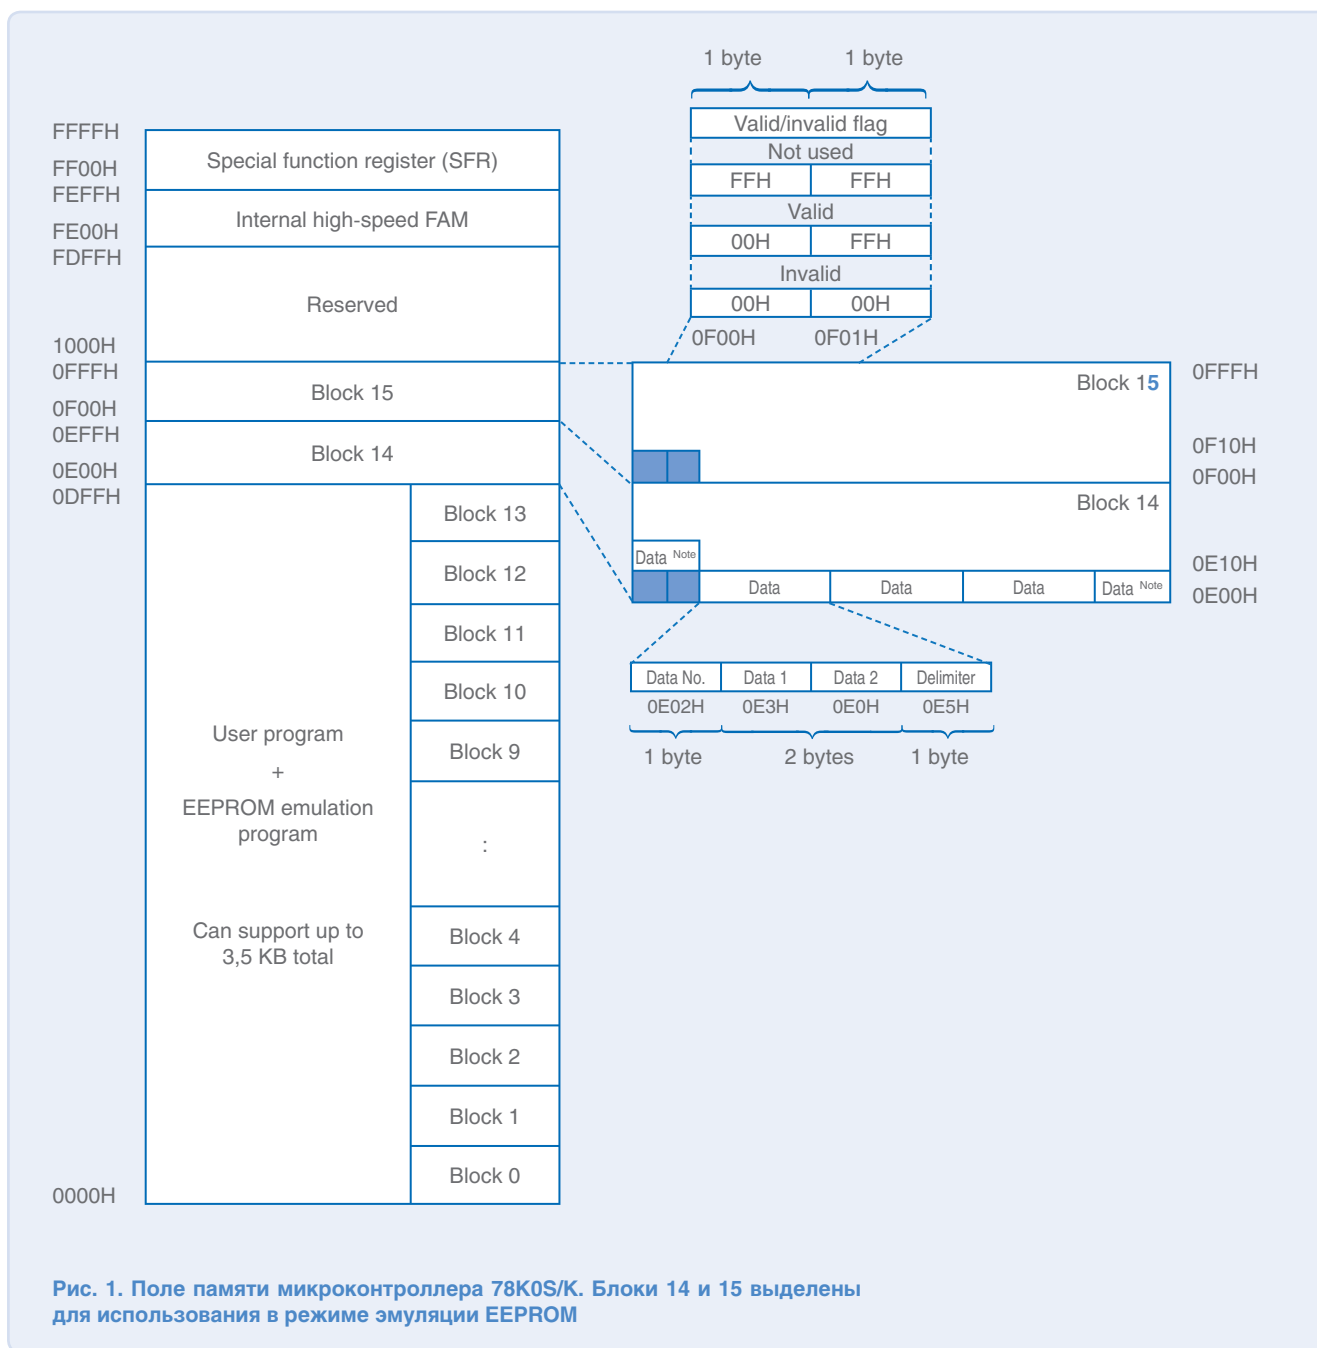 1 byte 1 byte
Valid/invalid flag
Not used
FFH FFH
Valid
00H FFH
Invalid
00H 00H
0F00H 0F01H
FFFFH
Special function register (SFR)
FF00H
FEFFH
Internal high-speed FAM
FE00H
FDFFH
Reserved
1000H
0FFFH
Block 15
0F00H
0EFFH
Block 14
0E00H
0DFFH
User program
+
EEPROM emulation
program
Can support up to
3,5 KB total
Block 13
Block 12
Block 11
Block 10
Block 9
:
Block 4
Block 3
Block 2
Block 1
Block 0
0000H
Block 15
0FFFH
0F10H
0F00H
Block 14
Data Note
0E10H
Data Data Data Data Note
0E00H
Data No. Data 1 Data 2 Delimiter
0E02H 0E3H 0E0H 0E5H
1 byte 2 bytes 1 byte
Рис. 1. Поле памяти микроконтроллера 78K0S/K. Блоки 14 и 15 выделены
для использования в режиме эмуляции EEPROM